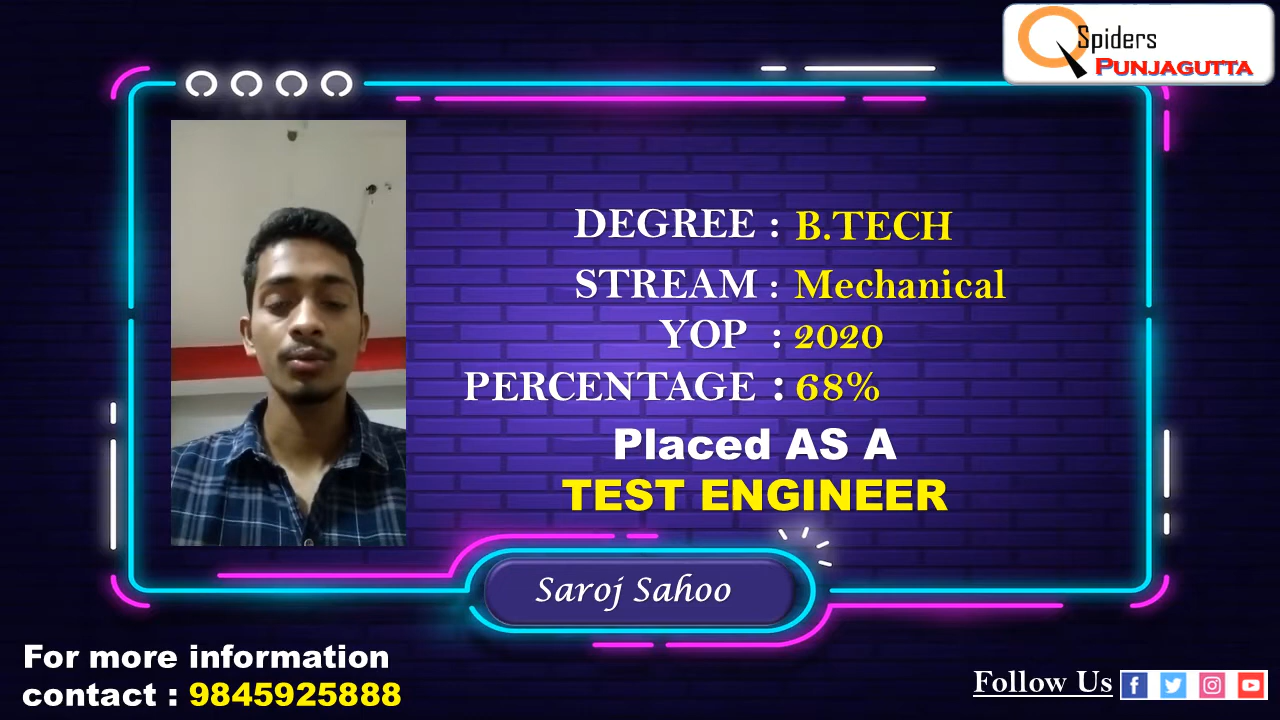 QSpiders
PUNJAGUTTA
DEGREE : B.TECH
STREAM : Mechanical
YOP : 2020
PERCENTAGE : 68%
Placed AS A
TEST ENGINEER
Saroj Sahoo
For more information
contact : 9845925888
Follow Us